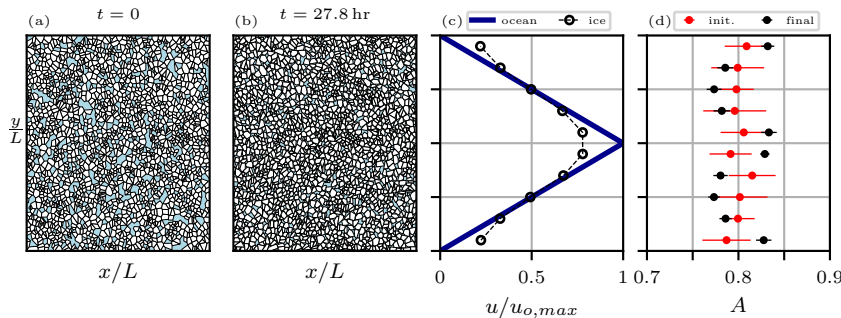 (a) t = 0
(b) t = 27.8 hr
(c) ocean ice
(d) init. final
y/L
x/L
x/L
0 0.5 1
u/u_{o,max}
0.7 0.8 0.9
A